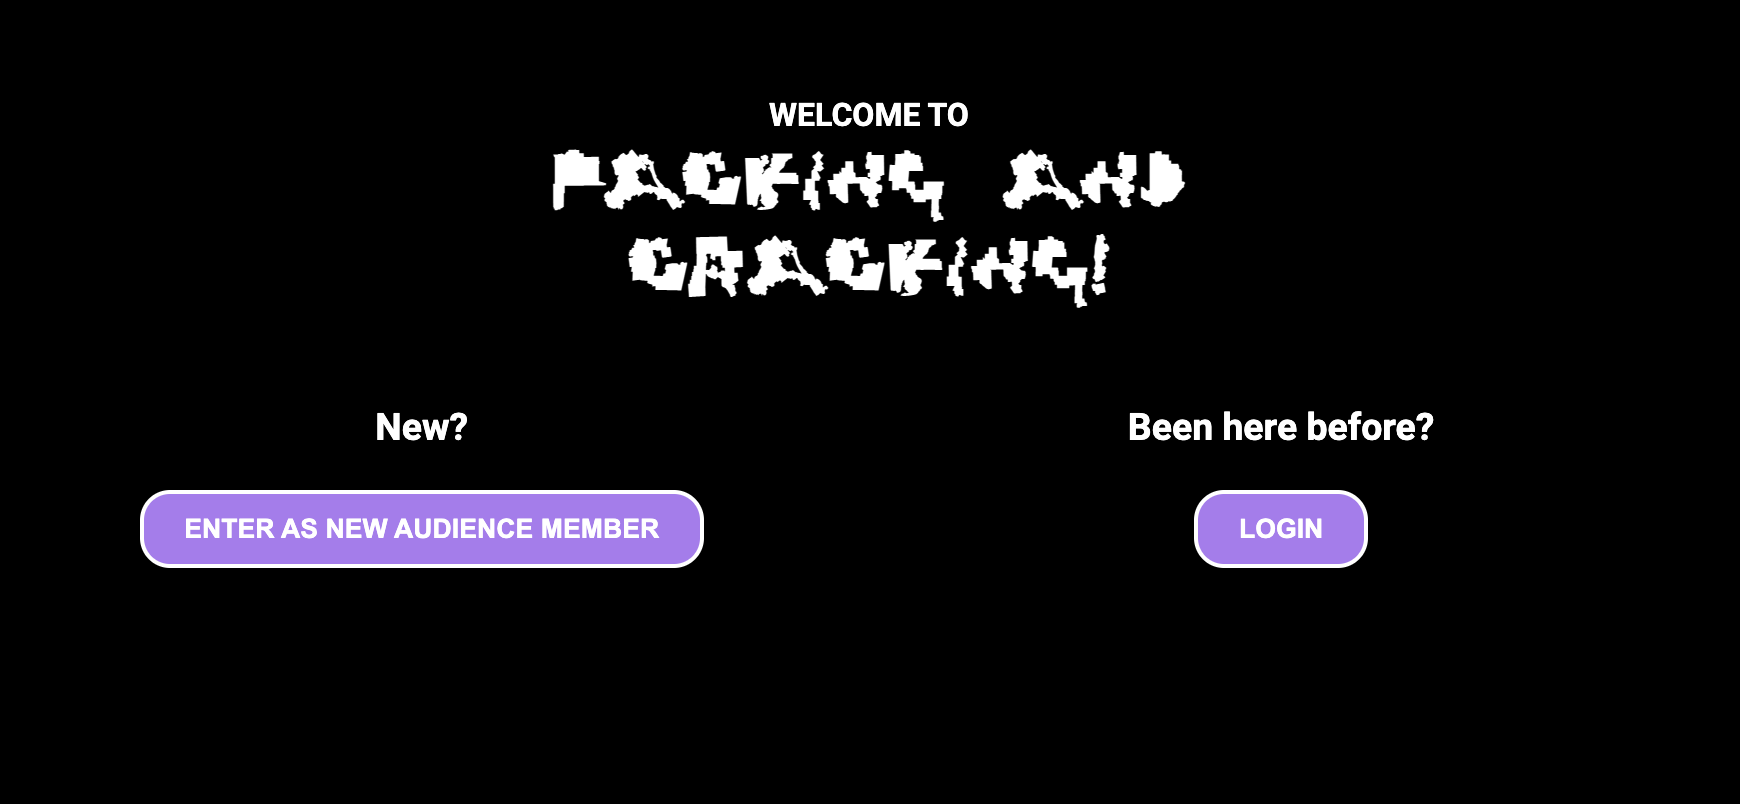 WELCOME TO
PACKING AND
CRACKING!
New?
Been here before?
ENTER AS NEW AUDIENCE MEMBER
LOGIN